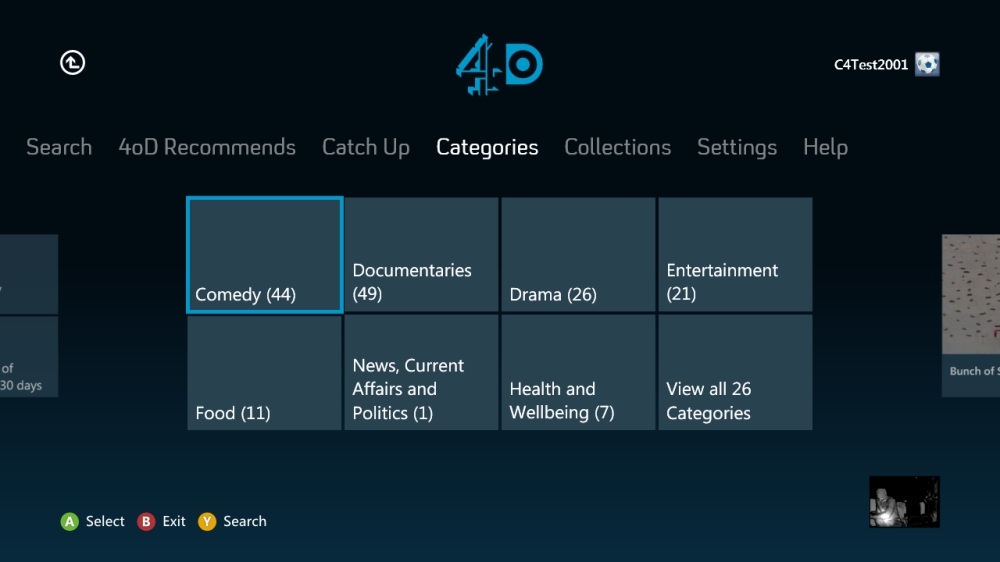 4oD
C4Test2001
Search 4oD Recommends Catch Up Categories Collections Settings Help
Comedy (44)
Documentaries
(49)
Drama (26)
Entertainment
(21)
of
30 days
Food (11)
News, Current
Affairs and
Politics (1)
Health and
Wellbeing (7)
View all 26
Categories
Bunch of S
A Select B Exit Y Search